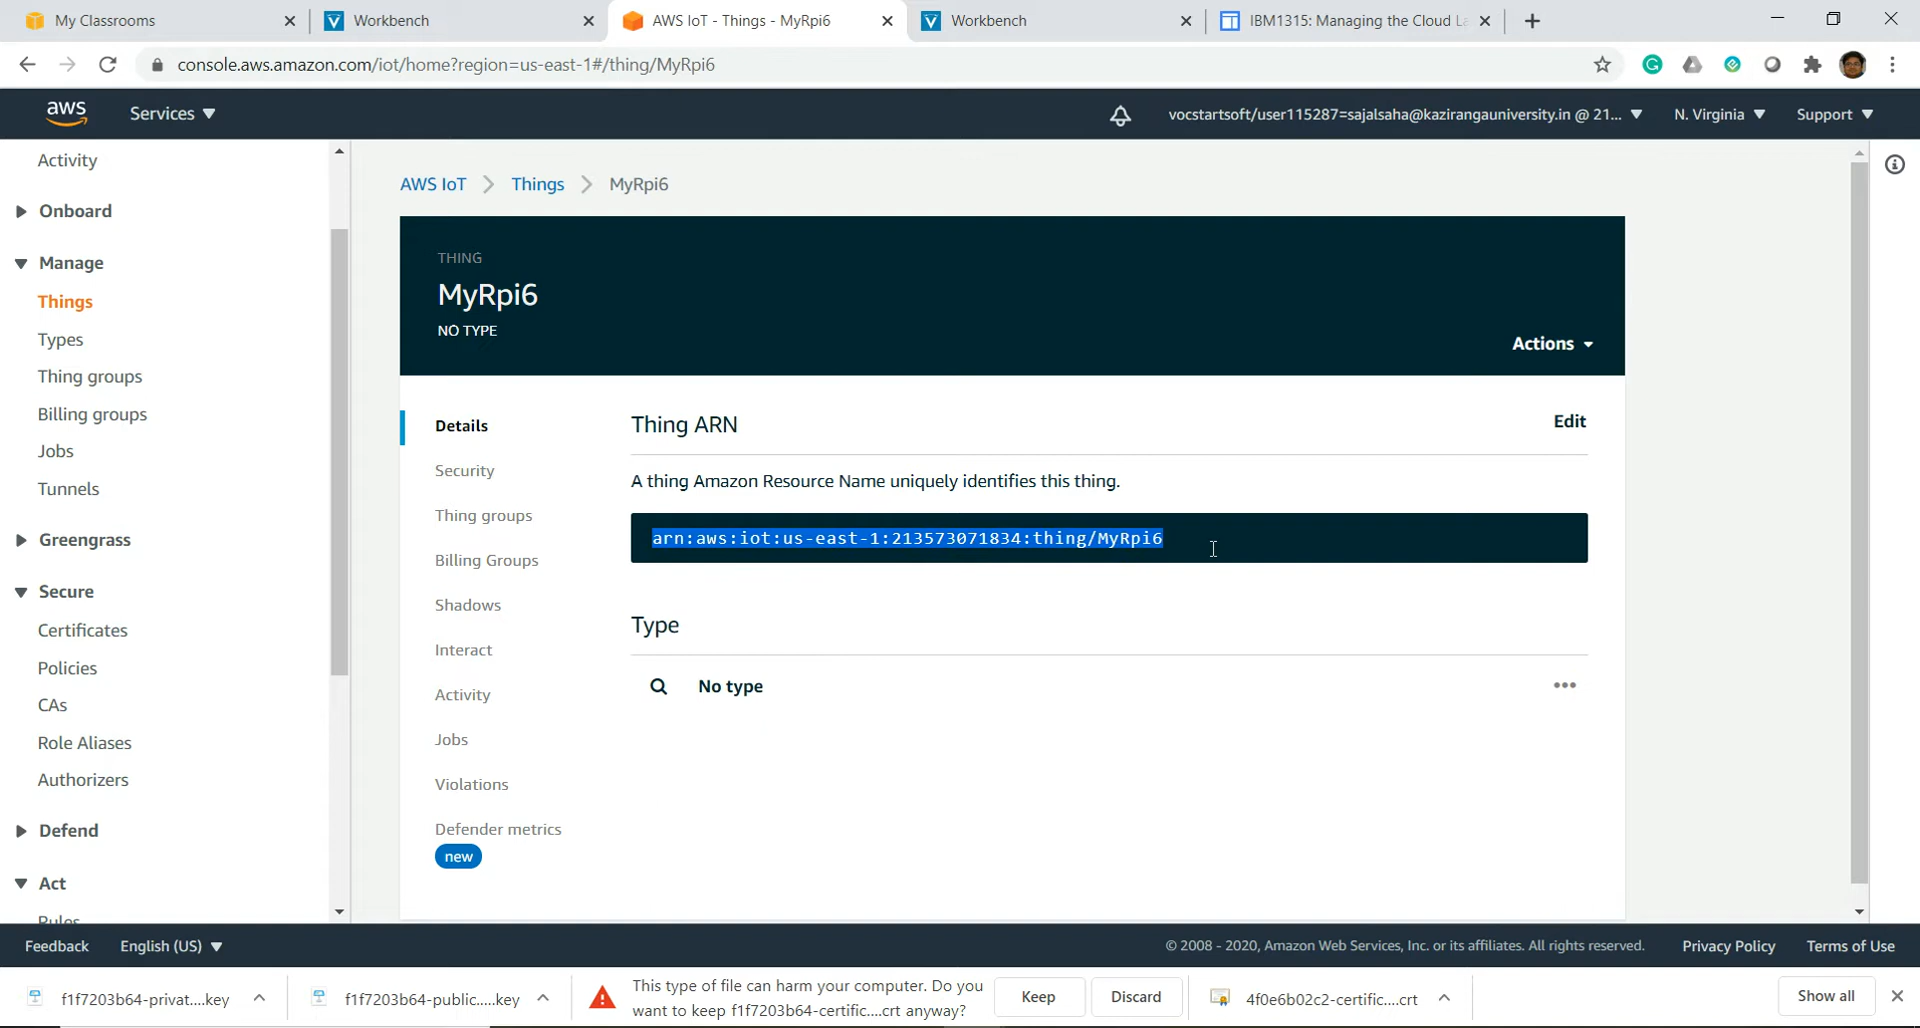 My Classrooms
Workbench
AWS IoT - Things - MyRpi6
Workbench
IBM1315: Managing the Cloud La
console.aws.amazon.com/iot/home?region=us-east-1#/thing/MyRpi6
aws
Services
vocstartsoft/user115287=sajalsaha@kazirangauniversity.in @ 21...
N. Virginia
Support
Activity
Onboard
Manage
Things
Types
Thing groups
Billing groups
Jobs
Tunnels
Greengrass
Secure
Certificates
Policies
CAs
Role Aliases
Authorizers
Defend
Act
Rules
AWS IoT
Things
MyRpi6
THING
MyRpi6
NO TYPE
Actions
Details
Security
Thing groups
Billing Groups
Shadows
Interact
Activity
Jobs
Violations
Defender metrics
new
Thing ARN
Edit
A thing Amazon Resource Name uniquely identifies this thing.
arn:aws:iot:us-east-1:213573071834:thing/MyRpi6
Type
No type
Feedback
English (US)
© 2008 - 2020, Amazon Web Services, Inc. or its affiliates. All rights reserved.
Privacy Policy
Terms of Use
f1f7203b64-privat....key
f1f7203b64-public.....key
This type of file can harm your computer. Do you
want to keep f1f7203b64-certific....crt anyway?
Keep
Discard
4f0e6b02c2-certific....crt
Show all